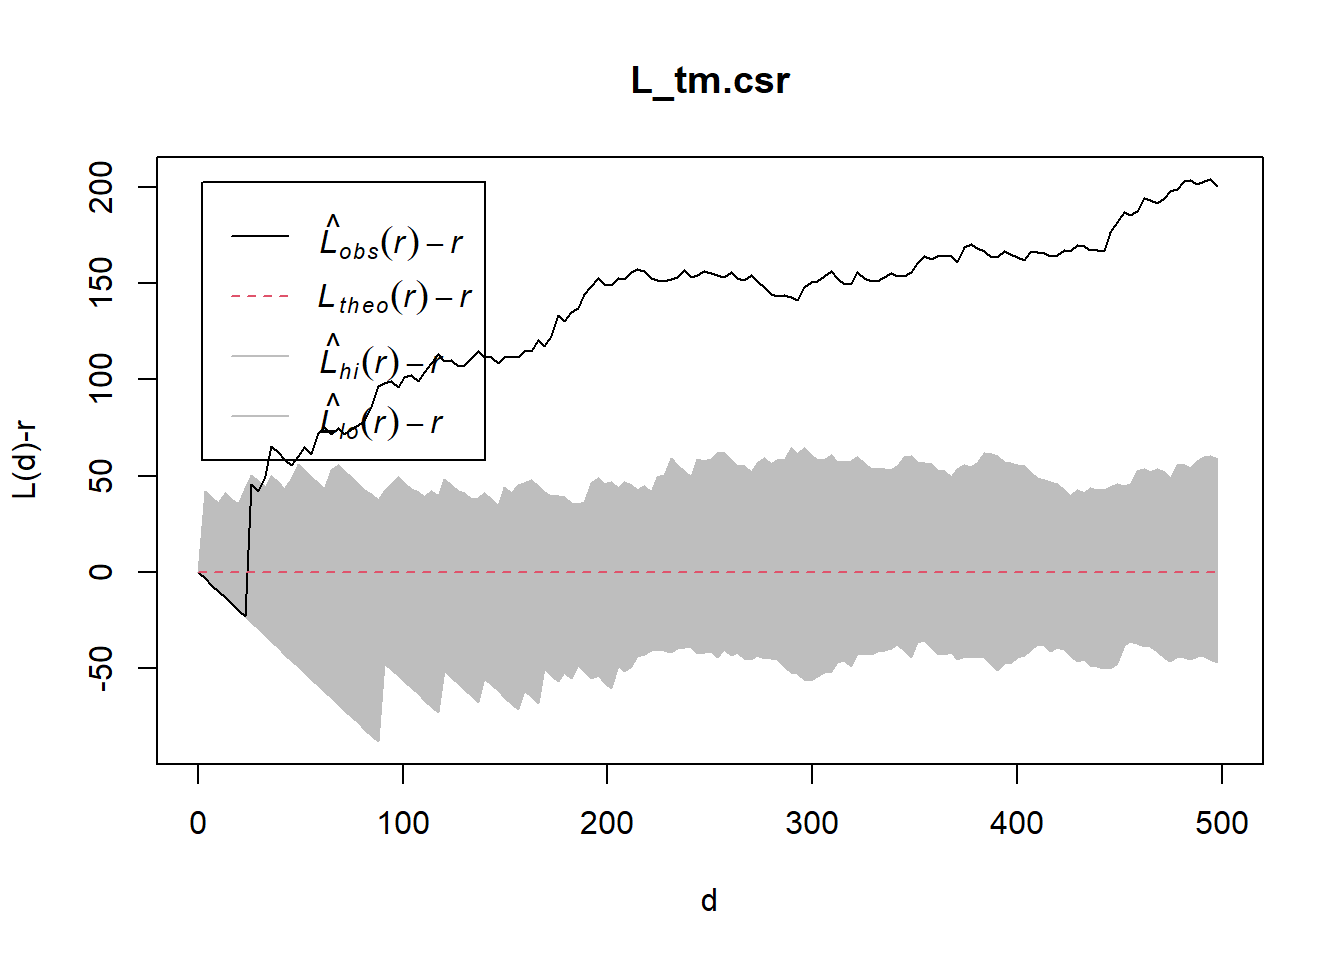 L_tm.csr
L̂obs(r) − r
Ltheo(r) − r
L̂hi(r) − r
L̂lo(r) − r
L(d)-r
200
150
100
50
0
-50
0 100 200 300 400 500
d